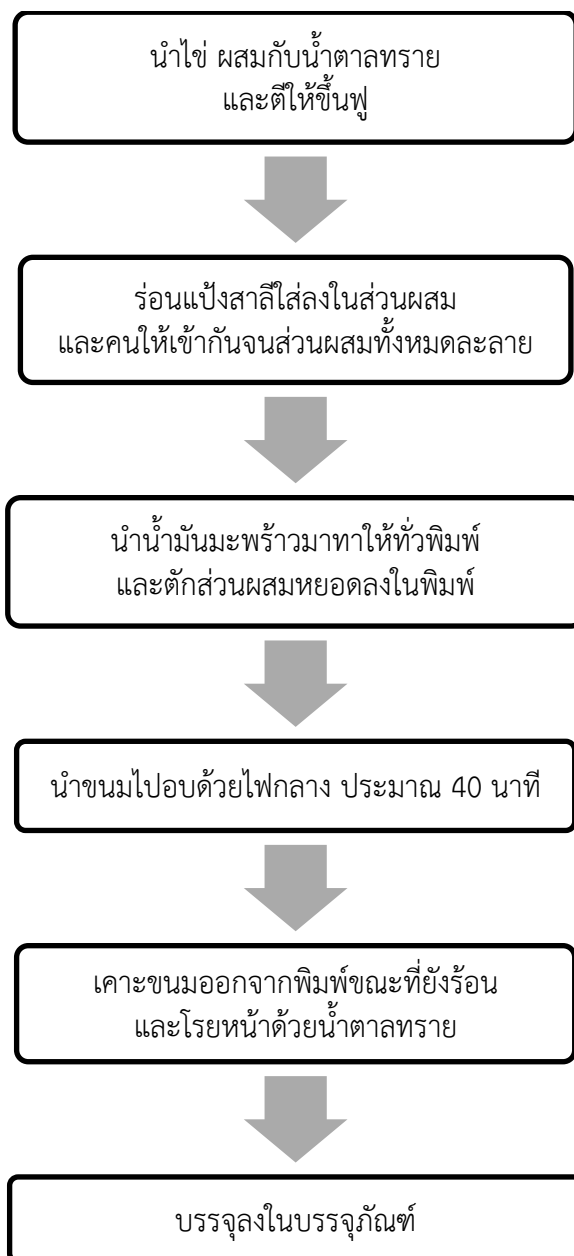 นำไข่ ผสมกับน้ำตาลทราย
และตีให้ขึ้นฟู
ร่อนแป้งสาลีใส่ลงในส่วนผสม
และคนให้เข้ากันจนส่วนผสมทั้งหมดละลาย
นำน้ำมันมะพร้าวมาทาให้ทั่วพิมพ์
และตักส่วนผสมหยอดลงในพิมพ์
นำขนมไปอบด้วยไฟกลาง ประมาณ 40 นาที
เคาะขนมออกจากพิมพ์ขณะที่ยังร้อน
และโรยหน้าด้วยน้ำตาลทราย
บรรจุลงในบรรจุภัณฑ์